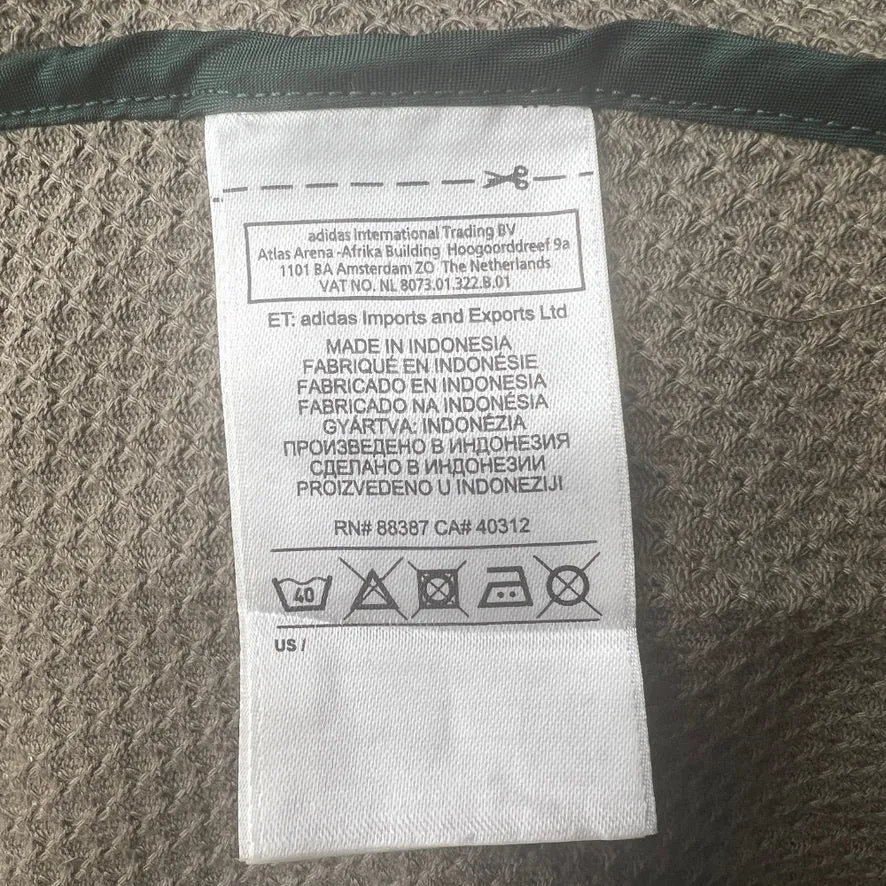 adidas International Trading BV
Atlas Arena -Afrika Building Hoogoorddreef 9a
1101 BA Amsterdam ZO The Netherlands
VAT NO. NL 8073.01.322.B.01
ET: adidas Imports and Exports Ltd
MADE IN INDONESIA
FABRIQUÉ EN INDONÉSIE
FABRICADO EN INDONESIA
FABRICADO NA INDONÉSIA
GYÁRTVA: INDONÉZIA
ПРОИЗВЕДЕНО В ИНДОНЕЗИЯ
СДЕЛАНО В ИНДОНЕЗИИ
PROIZVEDENO U INDONEZIJI
RN# 88387 CA# 40312
40
US /